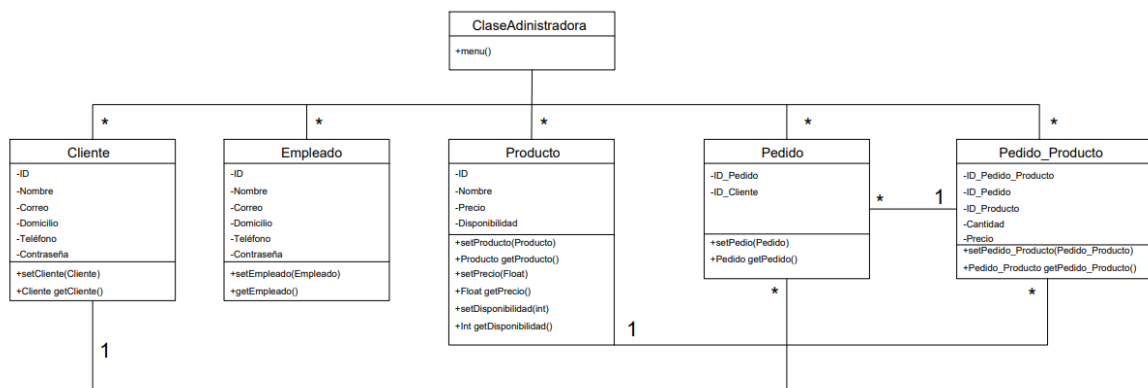 ClaseAdinistradora
+menu()
*
*
*
*
*
Cliente
-ID
-Nombre
-Correo
-Domicilio
-Teléfono
-Contraseña
+setCliente(Cliente)
+Cliente getCliente()
1
Empleado
-ID
-Nombre
-Correo
-Domicilio
-Teléfono
-Contraseña
+setEmpleado(Empleado)
+getEmpleado()
Producto
-ID
-Nombre
-Precio
-Disponibilidad
+setProducto(Producto)
+Producto getProducto()
+setPrecio(Float)
+Float getPrecio()
+setDisponibilidad(int)
+Int getDisponibilidad()
1
Pedido
-ID_Pedido
-ID_Cliente
+setPedio(Pedido)
+Pedido getPedido()
*
*
1
Pedido_Producto
-ID_Pedido_Producto
-ID_Pedido
-ID_Producto
-Cantidad
-Precio
+setPedido_Producto(Pedido_Producto)
+Pedido_Producto getPedido_Producto()
*